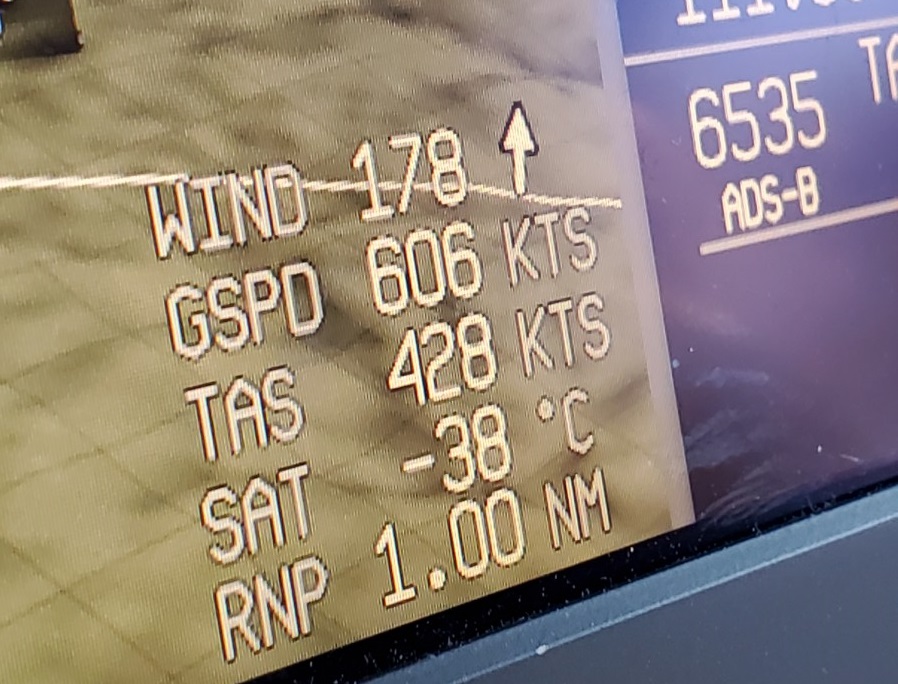 WIND 178
GSPD 606 KTS
TAS 428 KTS
SAT -38 °C
RNP 1.00 NM
6535
ADS-B